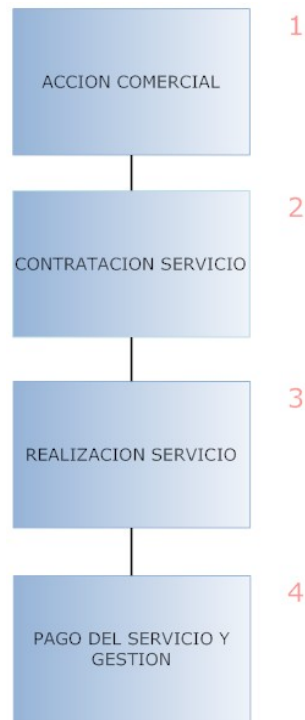 ACCION COMERCIAL
1
CONTRATACION SERVICIO
2
REALIZACION SERVICIO
3
PAGO DEL SERVICIO Y
GESTION
4